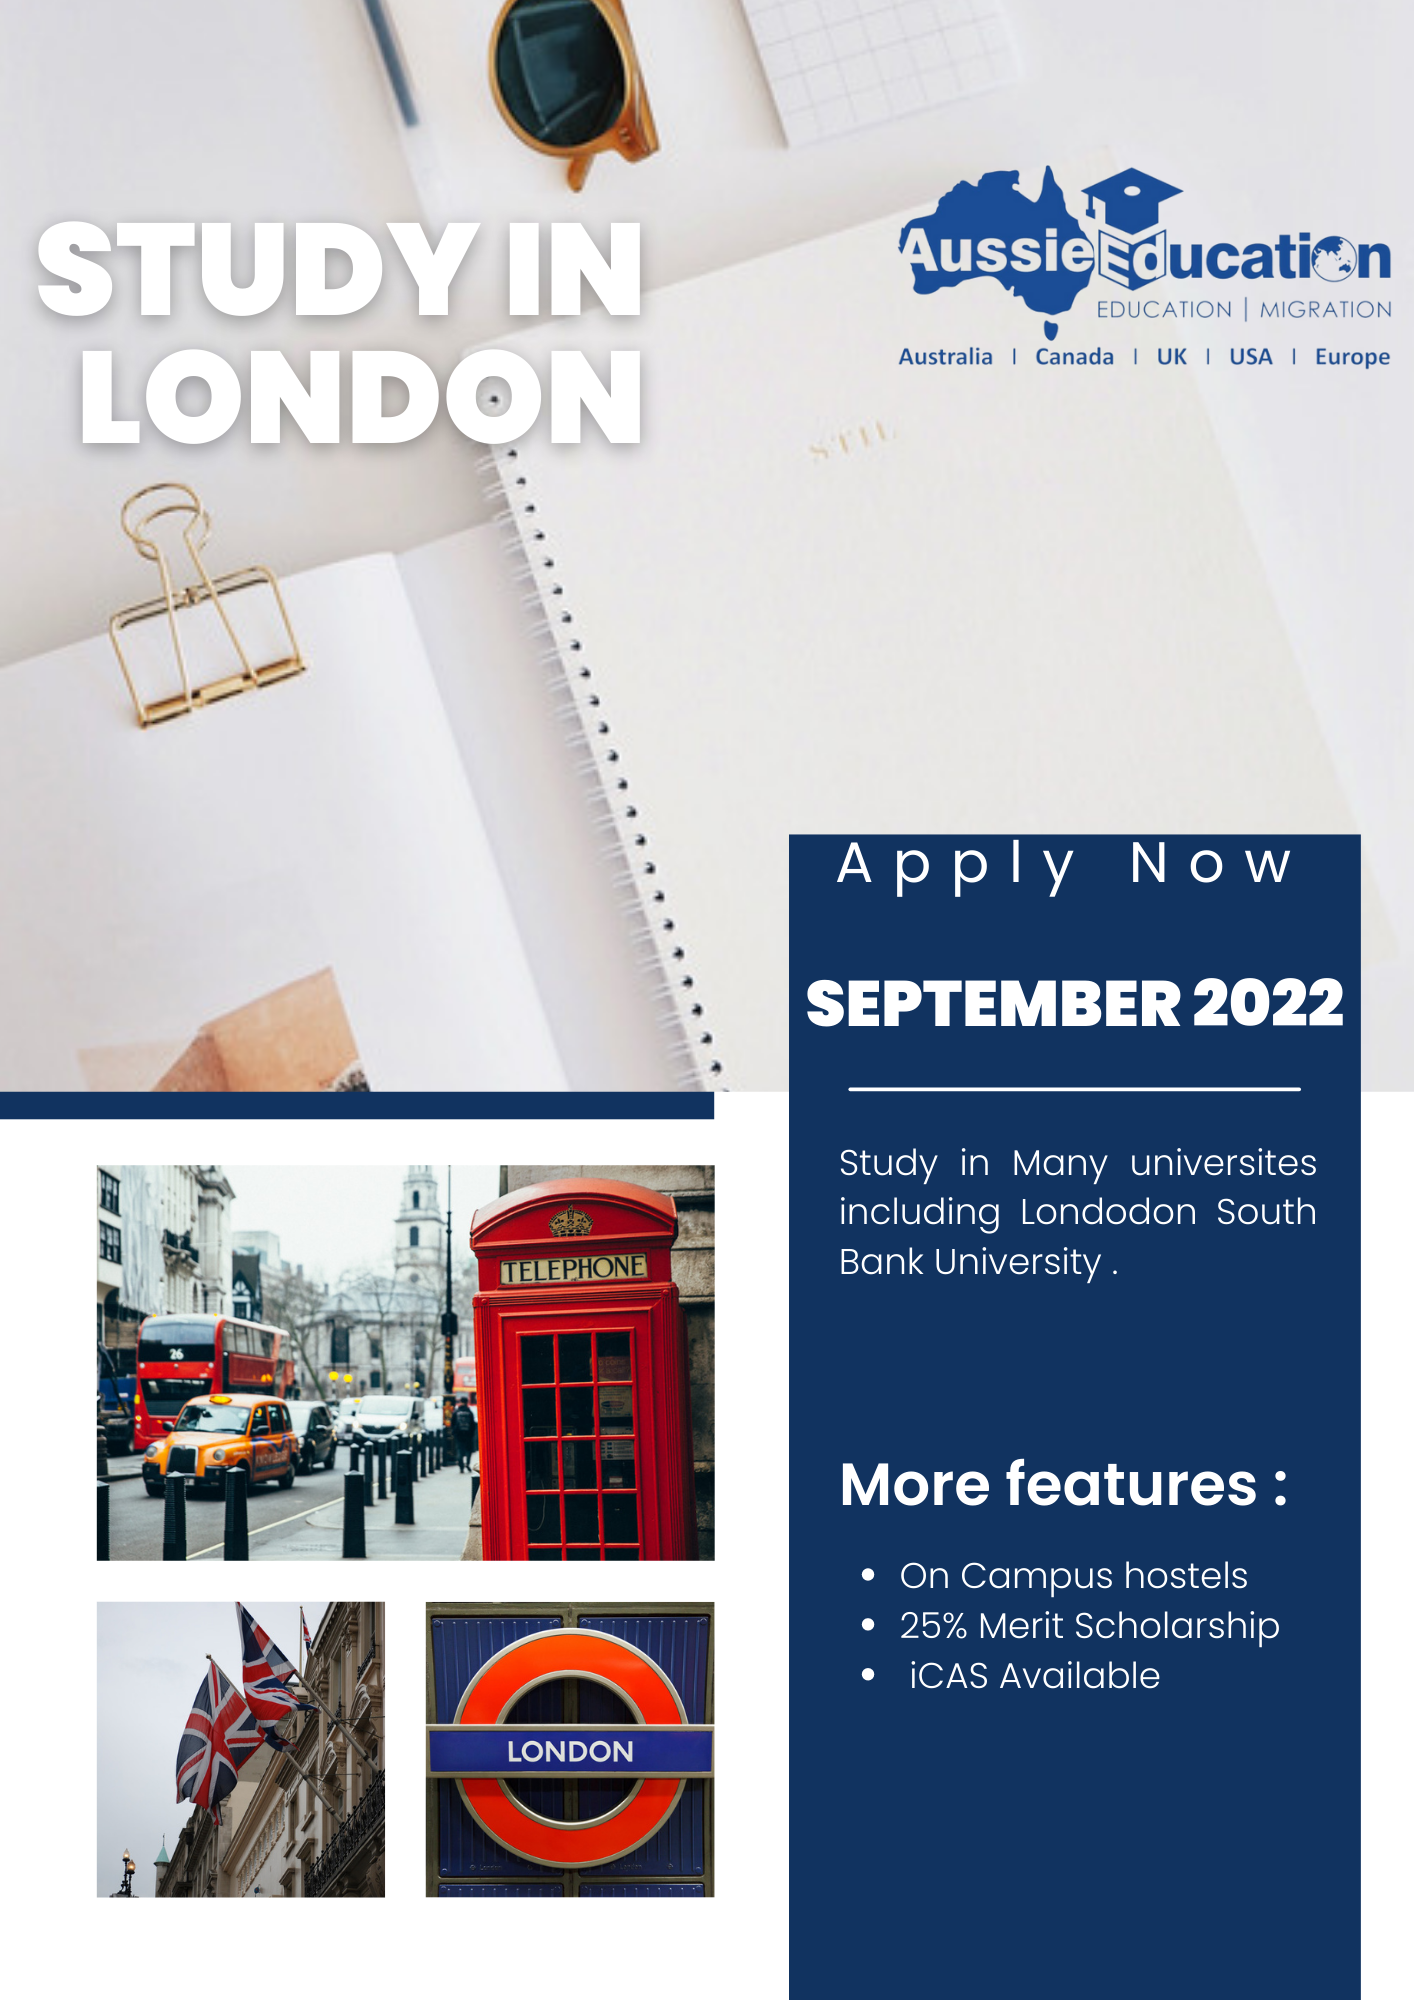 STUDY IN
LONDON
AussieEducation
EDUCATION | MIGRATION
Australia | Canada | UK | USA | Europe
Apply Now
SEPTEMBER 2022
Study in Many universites
including Londodon South
Bank University .
TELEPHONE
26
More features :
• On Campus hostels
• 25% Merit Scholarship
• iCAS Available
LONDON